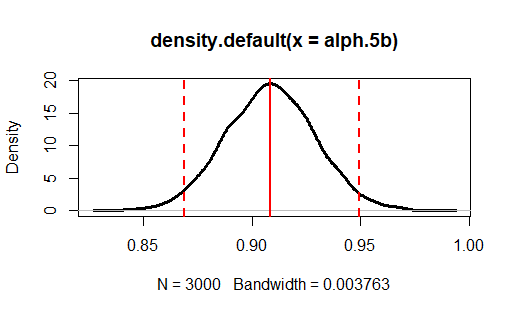 density.default(x = alph.5b)
Density
20
15
10
5
0
0.85 0.90 0.95 1.00
N = 3000 Bandwidth = 0.003763